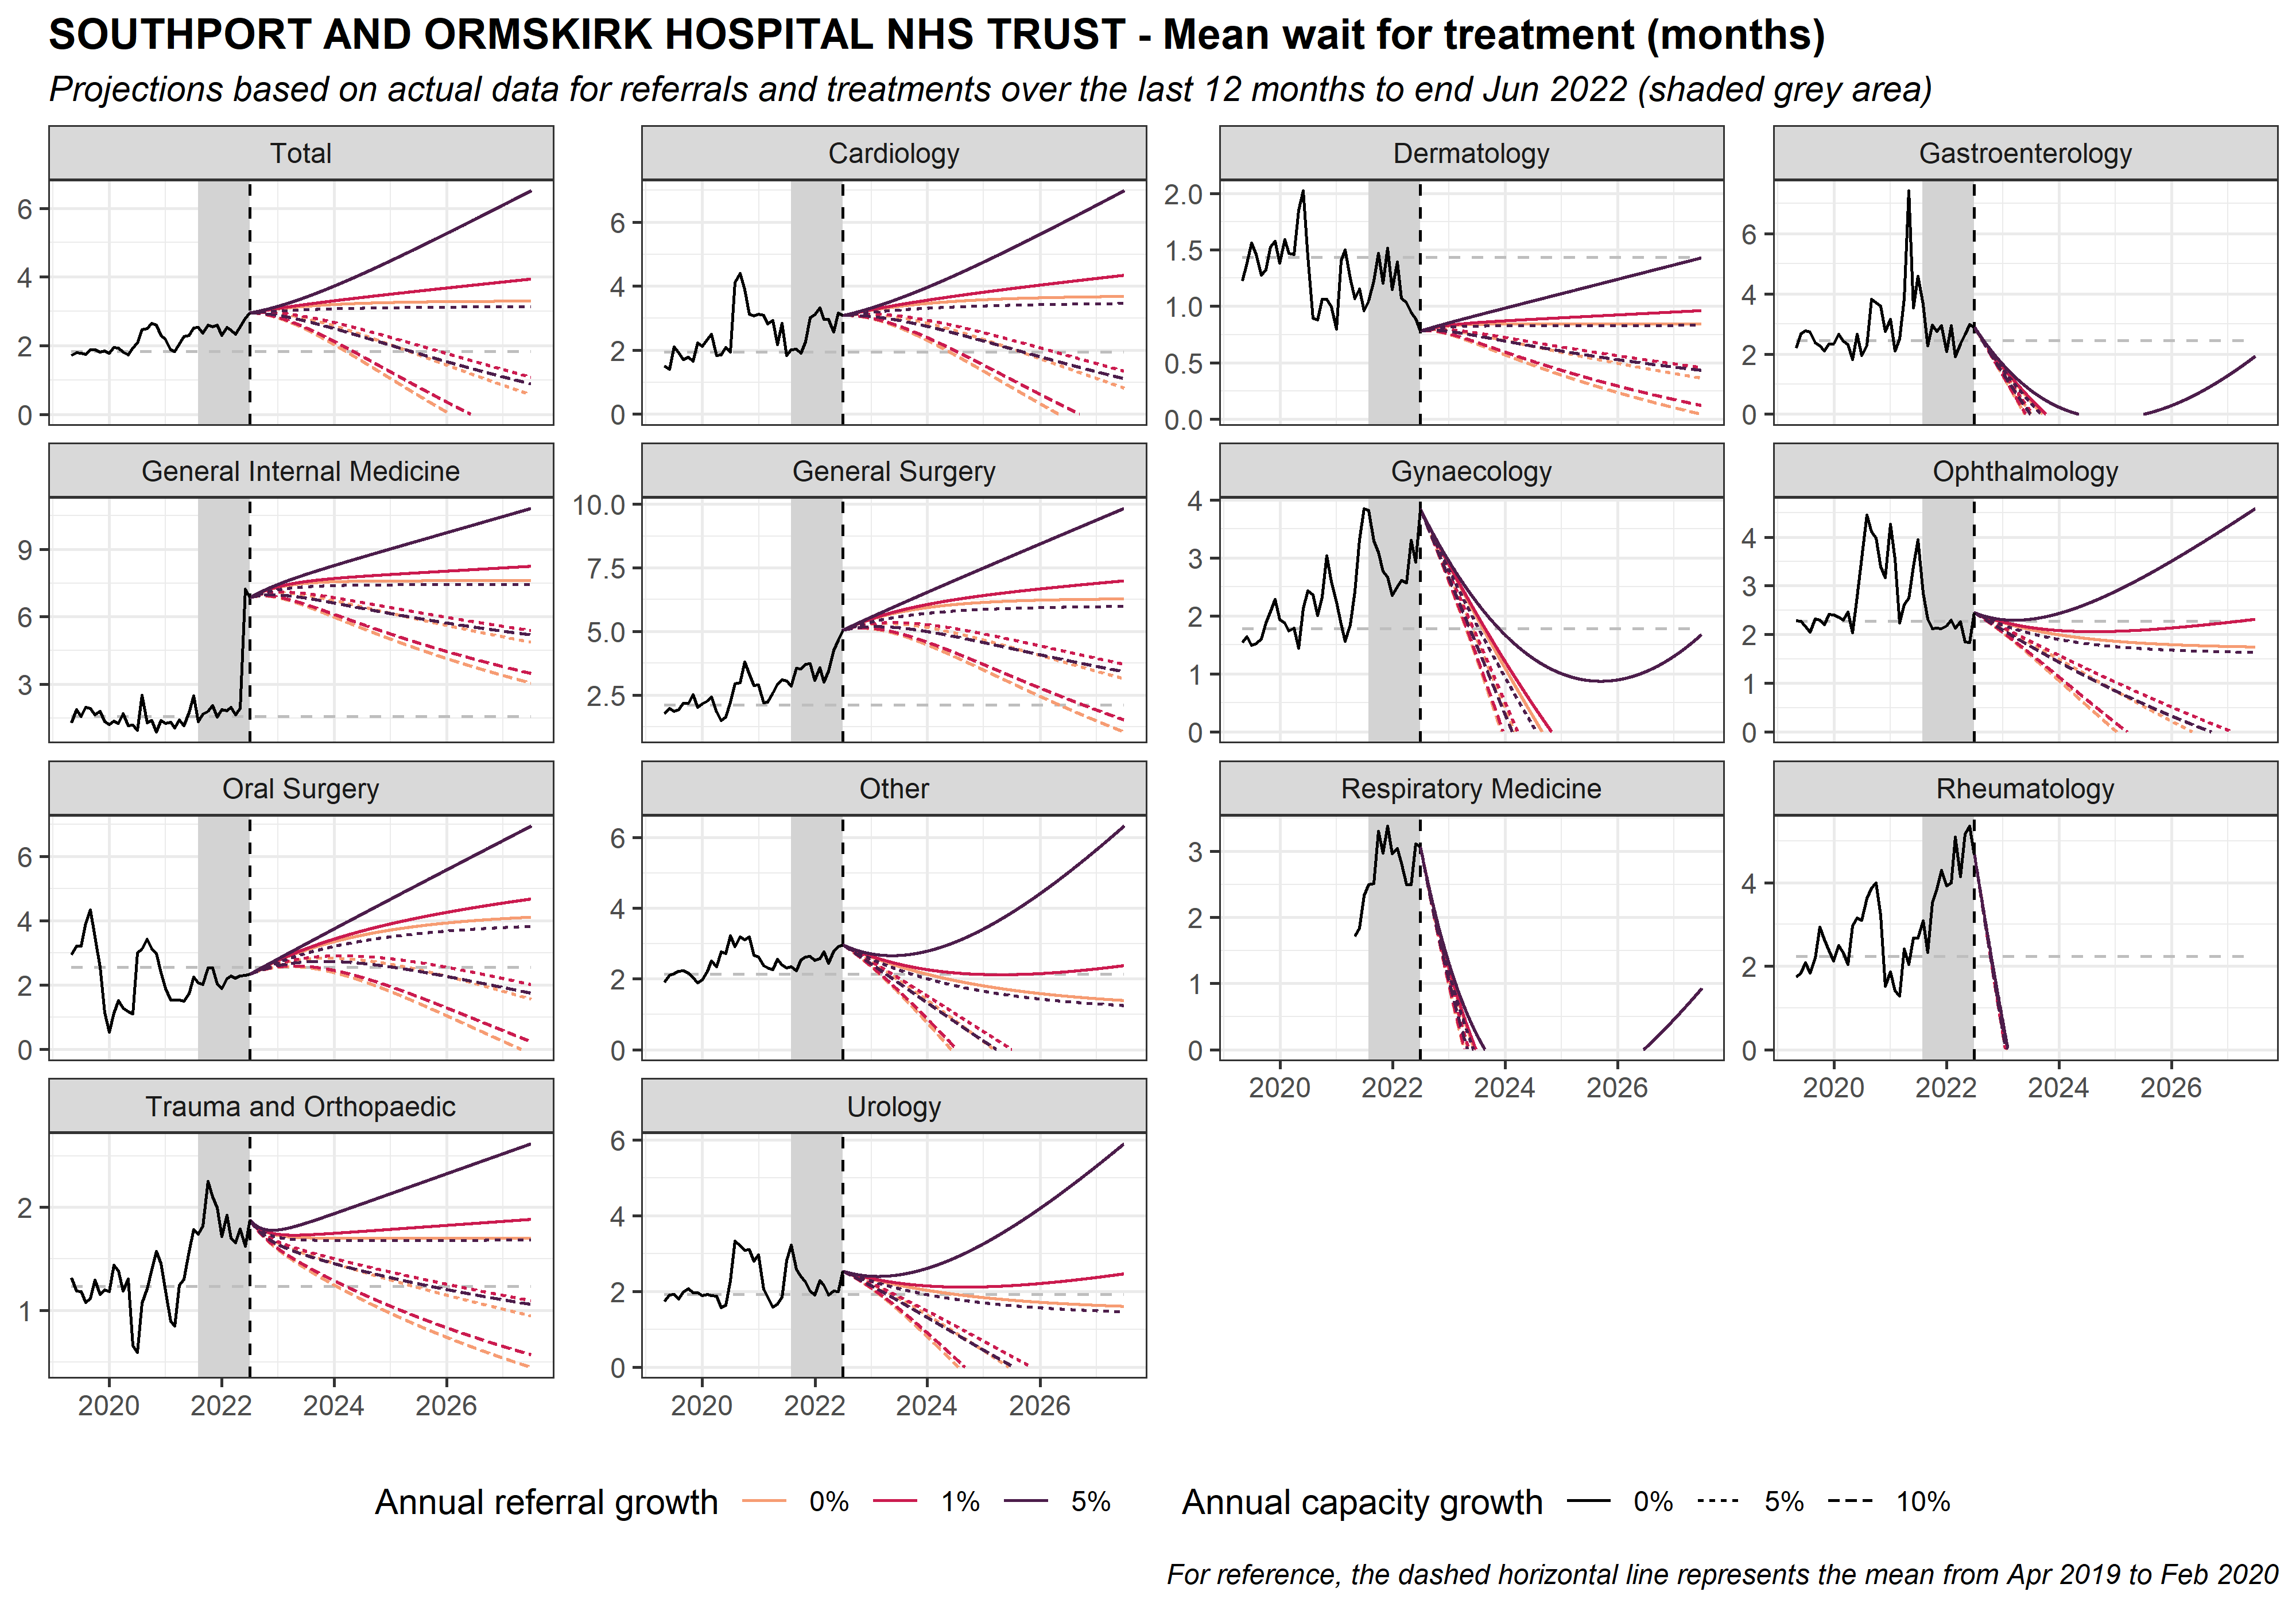 SOUTHPORT AND ORMSKIRK HOSPITAL NHS TRUST - Mean wait for treatment (months)
Projections based on actual data for referrals and treatments over the last 12 months to end Jun 2022 (shaded grey area)
Total
Cardiology
Dermatology
Gastroenterology
6
4
2
0
6
4
2
0
2.0
1.5
1.0
0.5
0.0
6
4
2
0
General Internal Medicine
General Surgery
Gynaecology
Ophthalmology
9
6
3
10.0
7.5
5.0
2.5
4
3
2
1
0
4
3
2
1
0
Oral Surgery
Other
Respiratory Medicine
Rheumatology
6
4
2
0
6
4
2
0
3
2
1
0
4
2
0
2020 2022 2024 2026
2020 2022 2024 2026
Trauma and Orthopaedic
Urology
2
1
6
4
2
0
2020 2022 2024 2026
2020 2022 2024 2026
Annual referral growth 0% 1% 5%
Annual capacity growth 0% 5% 10%
For reference, the dashed horizontal line represents the mean from Apr 2019 to Feb 2020